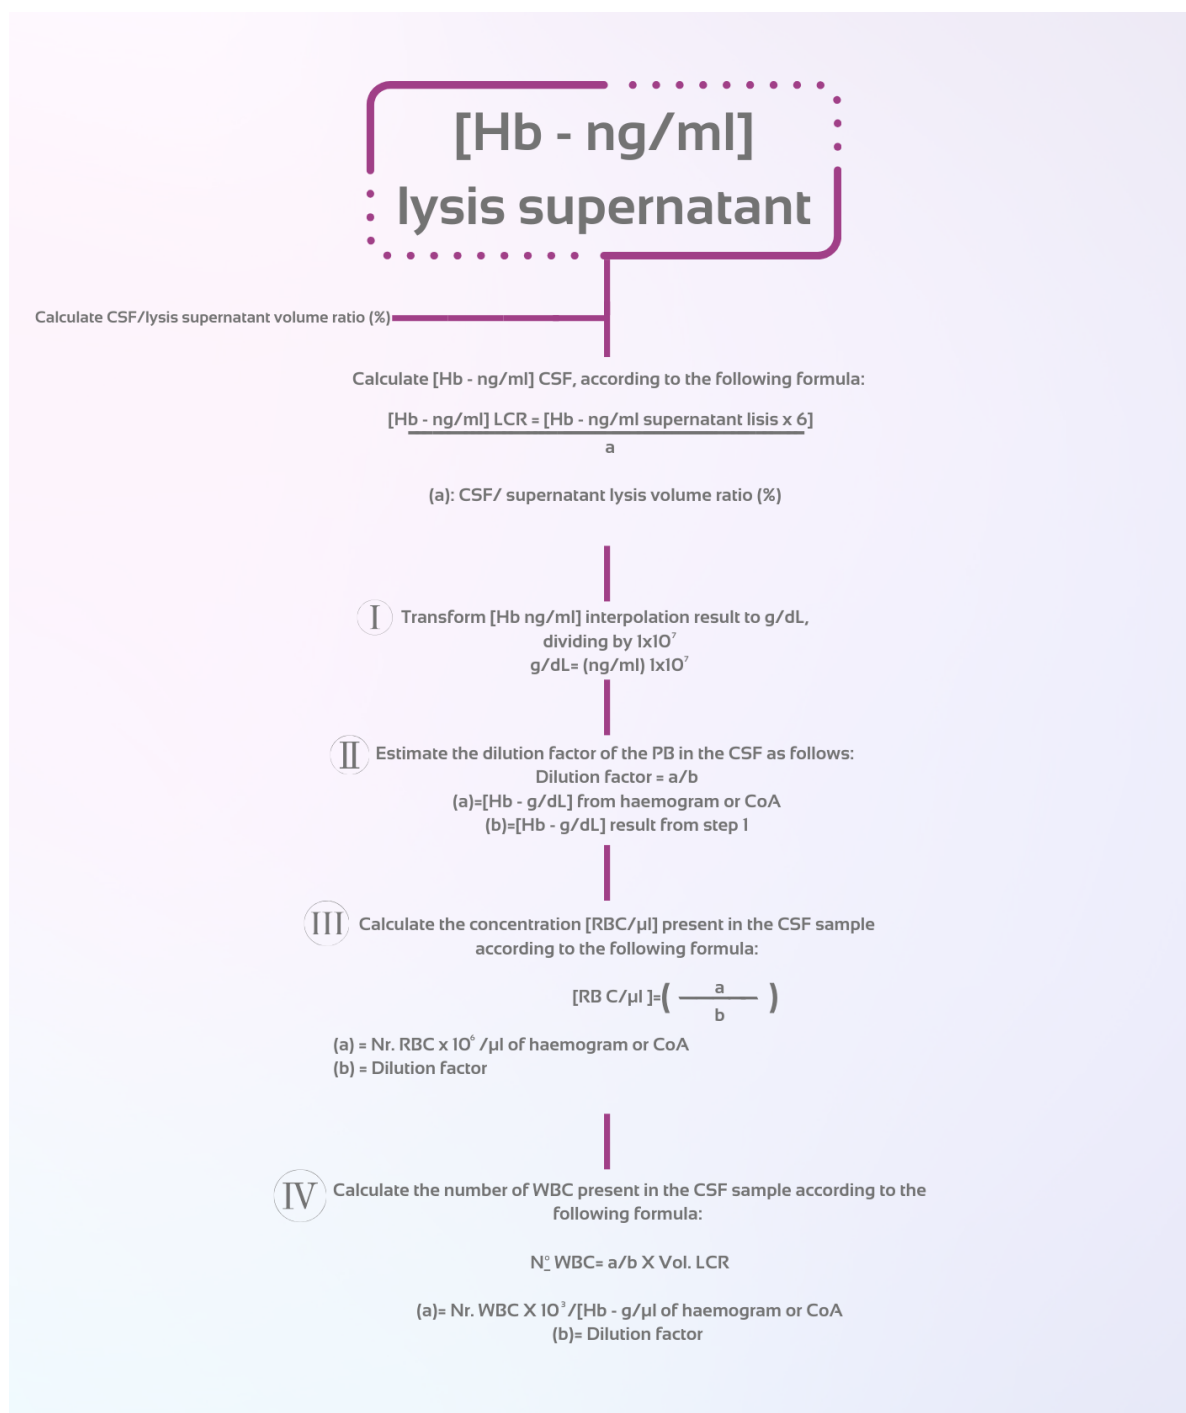 [Hb - ng/ml]
lysis supernatant
Calculate CSF/lysis supernatant volume ratio (%)
Calculate [Hb - ng/ml] CSF, according to the following formula:
[Hb - ng/ml] LCR = [Hb - ng/ml supernatant lisis x 6]
a
(a): CSF/ supernatant lysis volume ratio (%)
I Transform [Hb ng/ml] interpolation result to g/dL,
dividing by 1x10⁷
g/dL= (ng/ml) 1x10⁷
II Estimate the dilution factor of the PB in the CSF as follows:
Dilution factor = a/b
(a)=[Hb - g/dL] from haemogram or CoA
(b)=[Hb - g/dL] result from step 1
III Calculate the concentration [RBC/µl] present in the CSF sample
according to the following formula:
a
[RB C/µl ]=( )
b
(a) = Nr. RBC x 10⁶ /µl of haemogram or CoA
(b) = Dilution factor
IV Calculate the number of WBC present in the CSF sample according to the
following formula:
Nº WBC= a/b X Vol. LCR
(a)= Nr. WBC X 10³/[Hb - g/µl of haemogram or CoA
(b)= Dilution factor